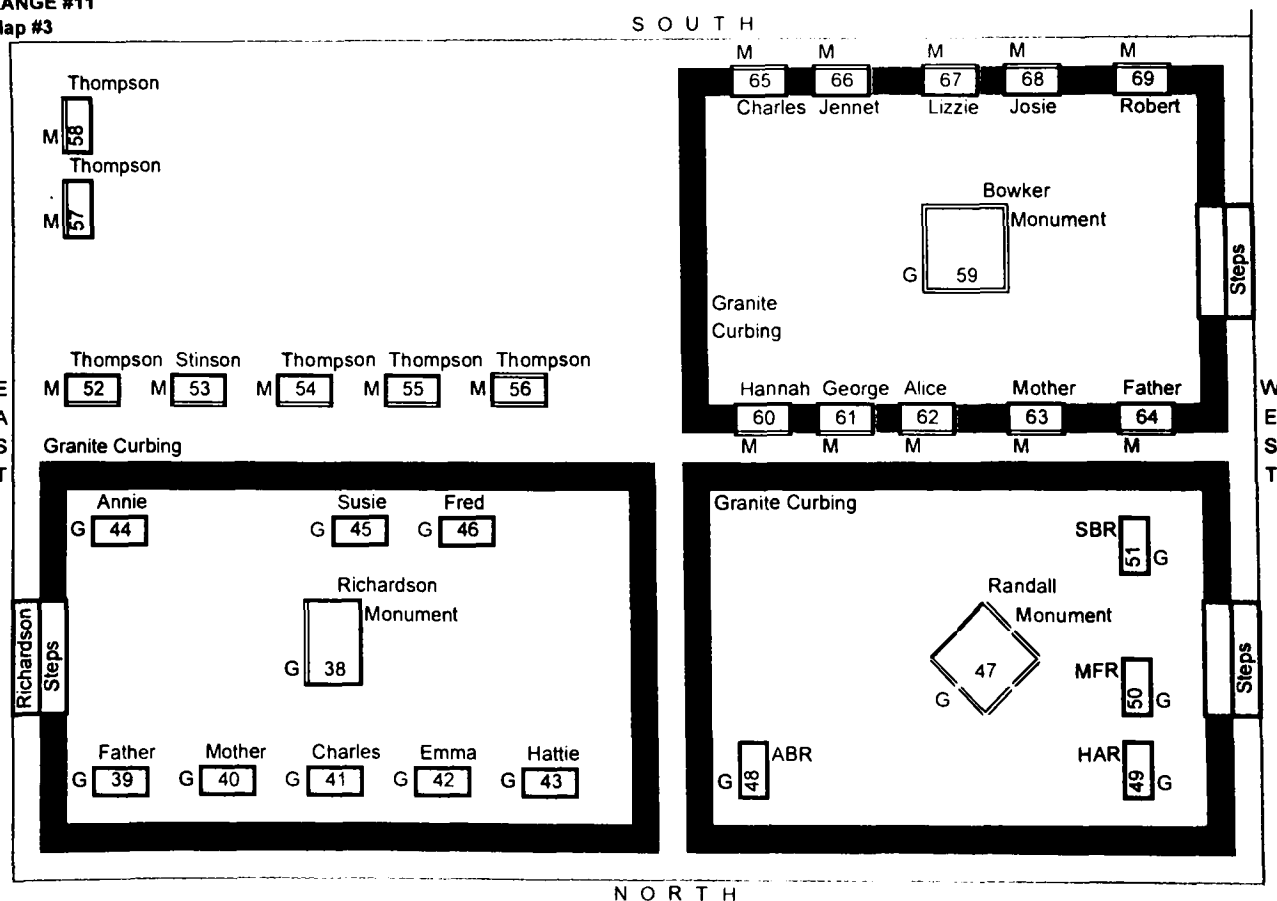 #11
Map #3
S O U T H
Thompson
M 58
Thompson
M 57
M M M M M
65 66 67 68 69
Charles Jennet Lizzie Josie Robert
Bowker
Monument
G 59
Granite
Curbing
Steps
Thompson Stinson Thompson Thompson Thompson
M 52 M 53 M 54 M 55 M 56
Hannah George Alice Mother Father
60 61 62 63 64
M M M M M
E A S T
W E S T
Granite Curbing
Annie Susie Fred
G 44 G 45 G 46
Richardson
Monument
G 38
Richardson
Steps
Father Mother Charles Emma Hattie
G 39 G 40 G 41 G 42 G 43
Granite Curbing
SBR 51 G
Randall
Monument
G 47
MFR 50 G
Steps
G 48 ABR
HAR 49 G
N O R T H